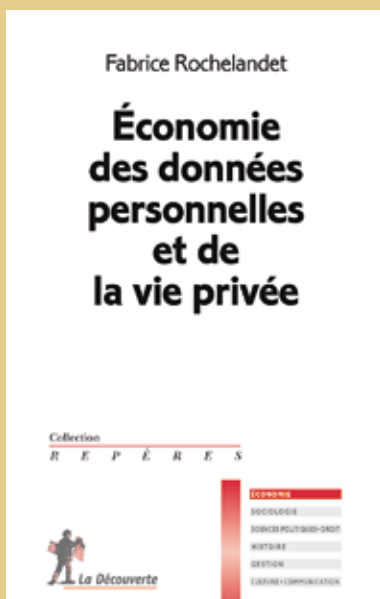 Fabrice Rochelandet
Économie
des données
personnelles
et de
la vie privée
Collection
R E P È R E S
ÉCONOMIE
SOCIOLOGIE
SCIENCES POLITIQUES • DROIT
HISTOIRE
GESTION
CULTURE • COMMUNICATION
La Découverte